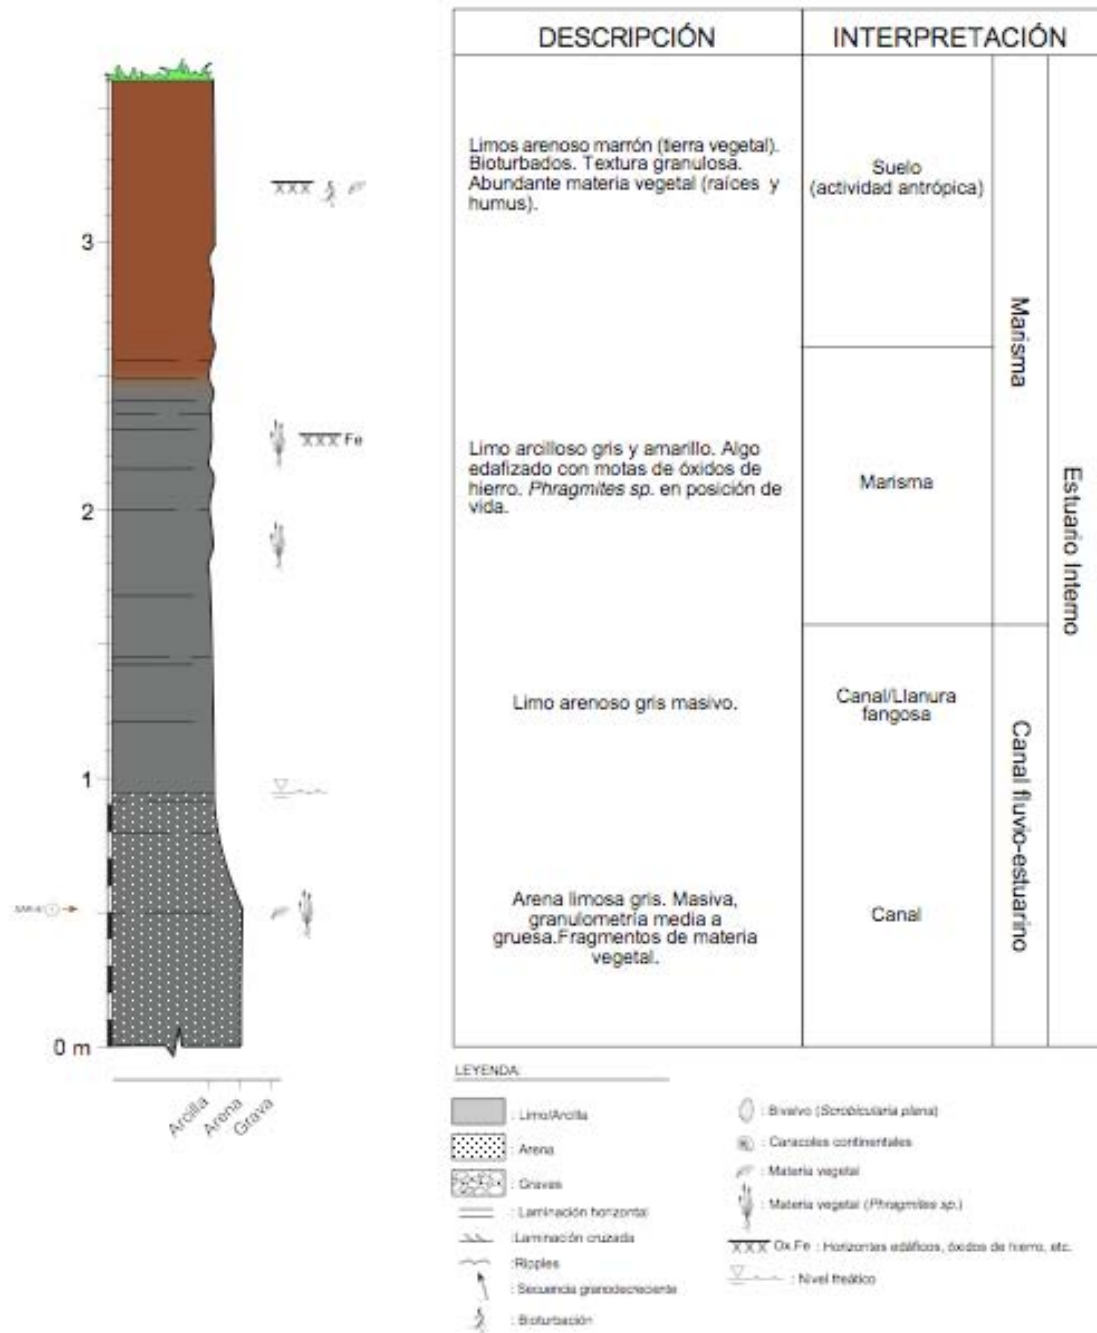 DESCRIPCIÓN
INTERPRETACIÓN
Limos arenoso marrón (tierra vegetal).
Bioturbados. Textura granulosa.
Abundante materia vegetal (raíces y
humus).
Suelo
(actividad antrópica)
XXX
3
Marisma
XXX Fe
Limo arcilloso gris y amarillo. Algo
edafizado con motas de óxidos de
hierro. Phragmites sp. en posición de
vida.
Marisma
Estuario Interno
2
Limo arenoso gris masivo.
Canal/Llanura
fangosa
1
Canal fluvio-estuarino
Arena limosa gris. Masiva,
granulometría media a
gruesa.Fragmentos de materia
vegetal.
Canal
0 m
Arcilla
Arena
Grava
LEYENDA:
: Limo/Arcilla
: Arena
: Gravas
: Laminación horizontal
:Laminación cruzada
:Ripples
: Secuencia granodecreciente
: Bioturbación
: Bivalvo (Scrobicularia plana)
: Caracoles continentales
: Materia vegetal
: Materia vegetal (Phragmites sp.)
XXX Ox.Fe : Horizontes edáficos, óxidos de hierro, etc.
: Nivel freático